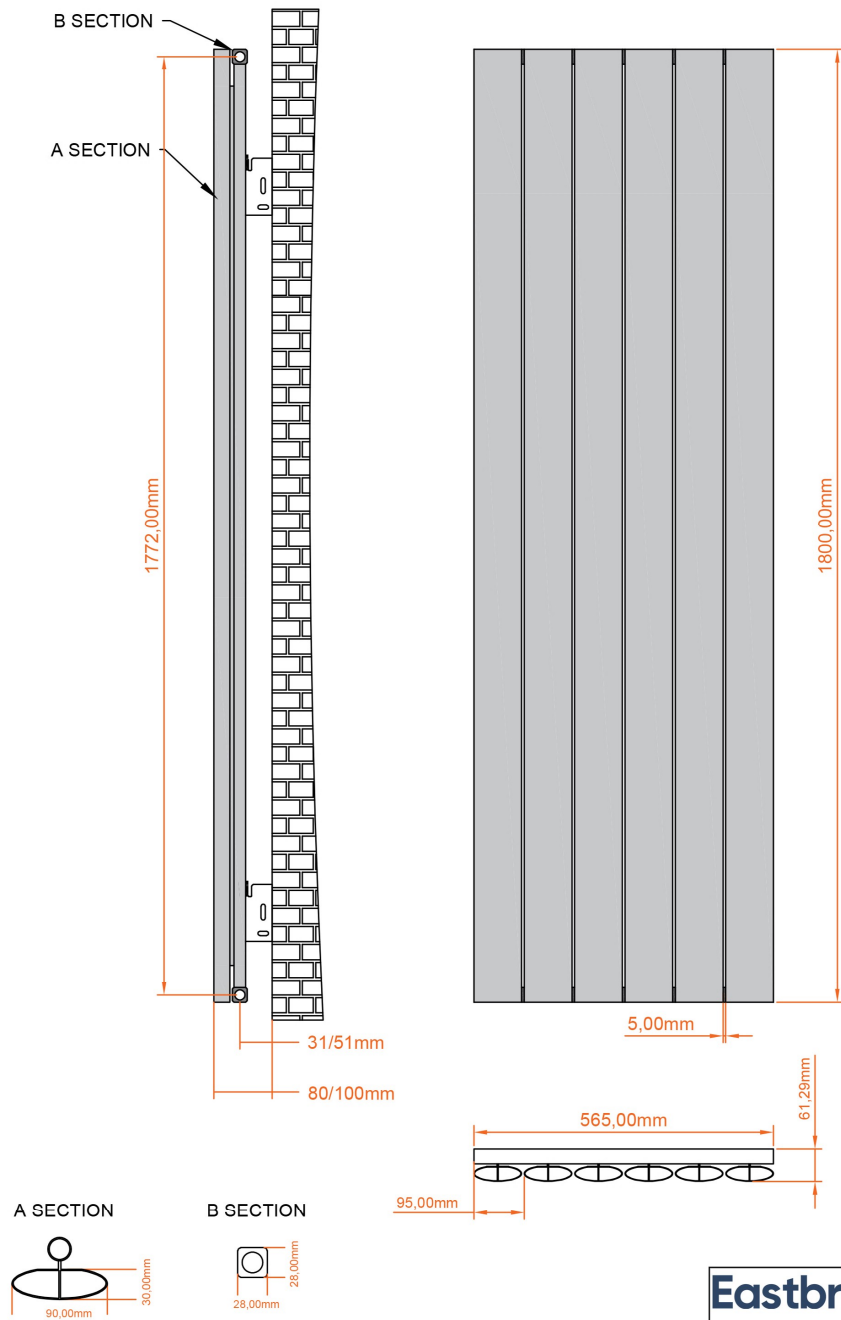 B SECTION
A SECTION
1772,00mm
1800,00mm
31/51mm
80/100mm
5,00mm
565,00mm
61,29mm
95,00mm
A SECTION
B SECTION
30,00mm
90,00mm
28,00mm
28,00mm
Eastbr